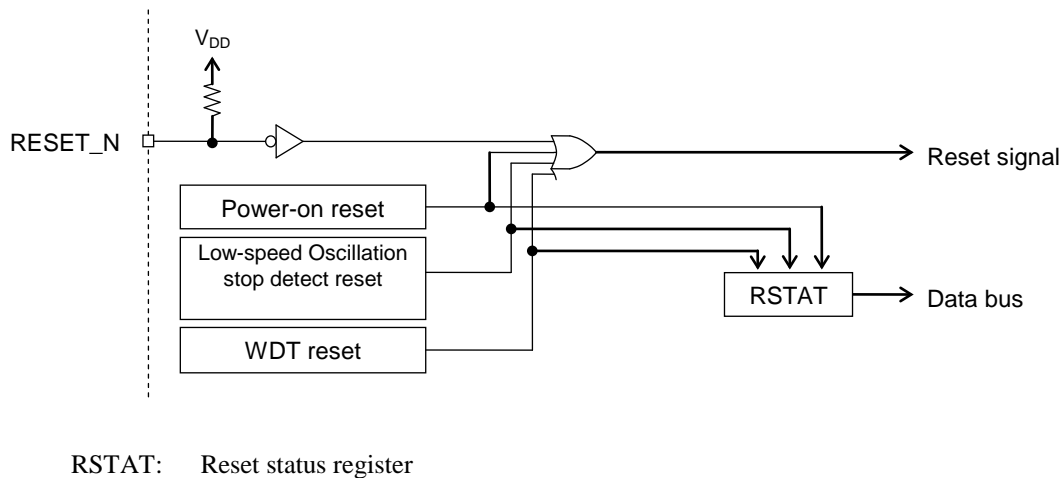 VDD
RESET_N
Reset signal
Power-on reset
Low-speed Oscillation
stop detect reset
RSTAT
Data bus
WDT reset
RSTAT: Reset status register